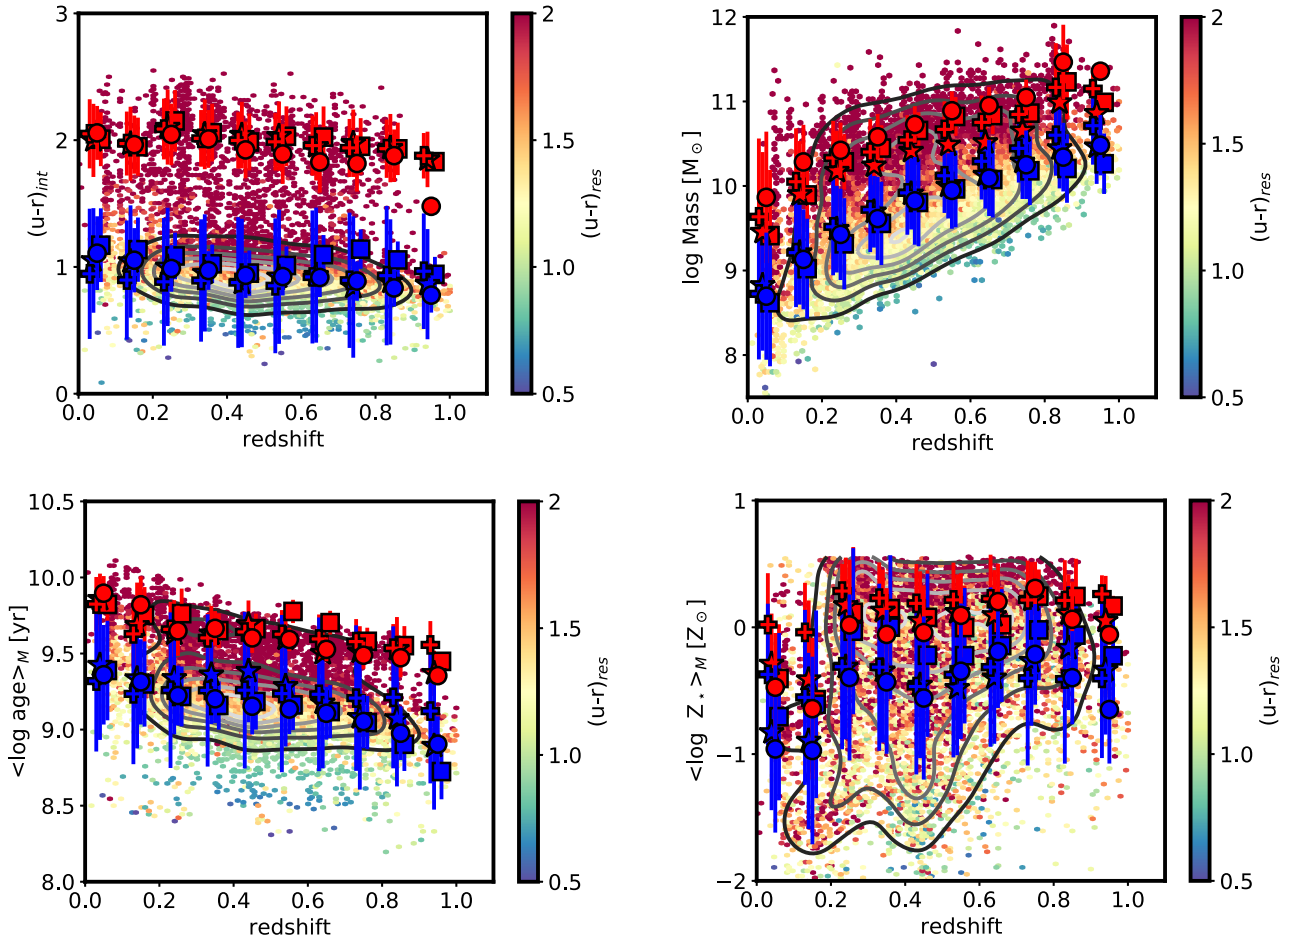 3
2
1
0
(u-r)int
0.0 0.2 0.4 0.6 0.8 1.0
redshift
2
1.5
1.0
0.5
(u-r)res
12
11
10
9
8
log Mass [M⊙]
0.0 0.2 0.4 0.6 0.8 1.0
redshift
2
1.5
1.0
0.5
(u-r)res
10.5
10.0
9.5
9.0
8.5
8.0
<log age>M [yr]
0.0 0.2 0.4 0.6 0.8 1.0
redshift
2
1.5
1.0
0.5
(u-r)res
1
0
−1
−2
<log Z⋆>M [Z⊙]
0.0 0.2 0.4 0.6 0.8 1.0
redshift
2
1.5
1.0
0.5
(u-r)res